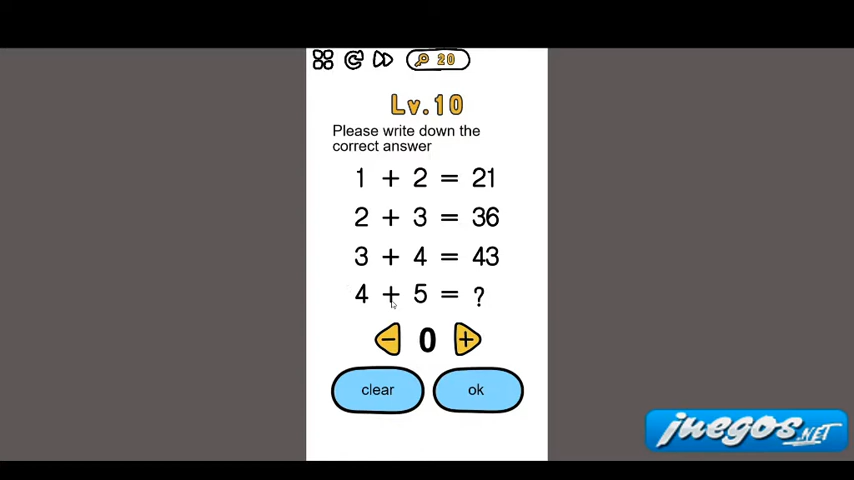 20
Lv.10
Please write down the
correct answer
1 + 2 = 21
2 + 3 = 36
3 + 4 = 43
4 + 5 = ?
- 0 +
clear ok
juegos.NET